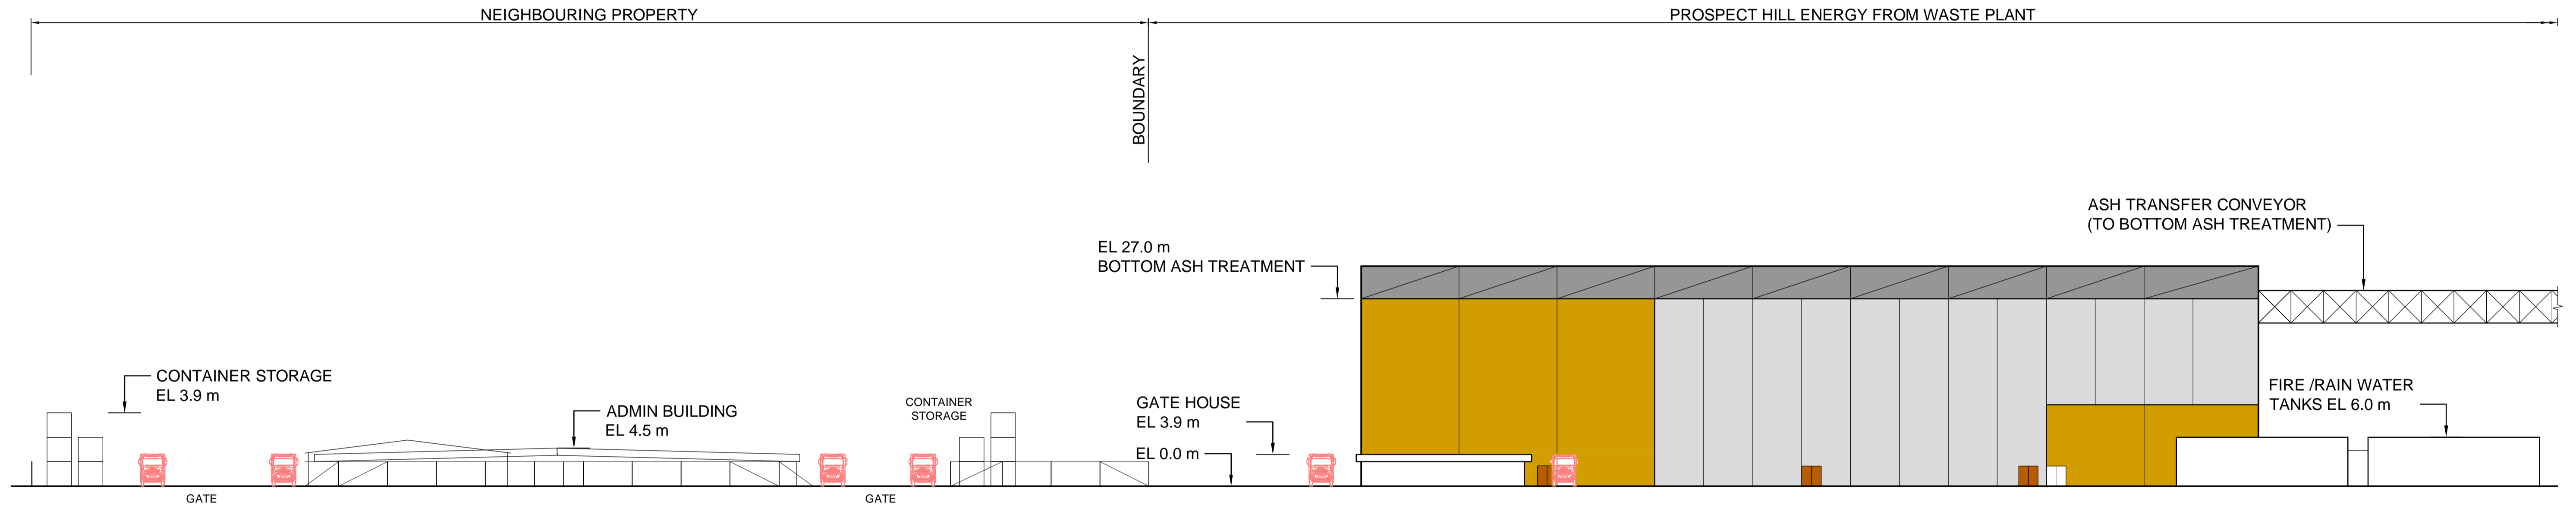 NEIGHBOURING PROPERTY
PROSPECT HILL ENERGY FROM WASTE PLANT
BOUNDARY
ASH TRANSFER CONVEYOR
(TO BOTTOM ASH TREATMENT)
EL 27.0 m
BOTTOM ASH TREATMENT
CONTAINER STORAGE
EL 3.9 m
ADMIN BUILDING
EL 4.5 m
CONTAINER
STORAGE
GATE HOUSE
EL 3.9 m
EL 0.0 m
FIRE /RAIN WATER
TANKS EL 6.0 m
GATE
GATE